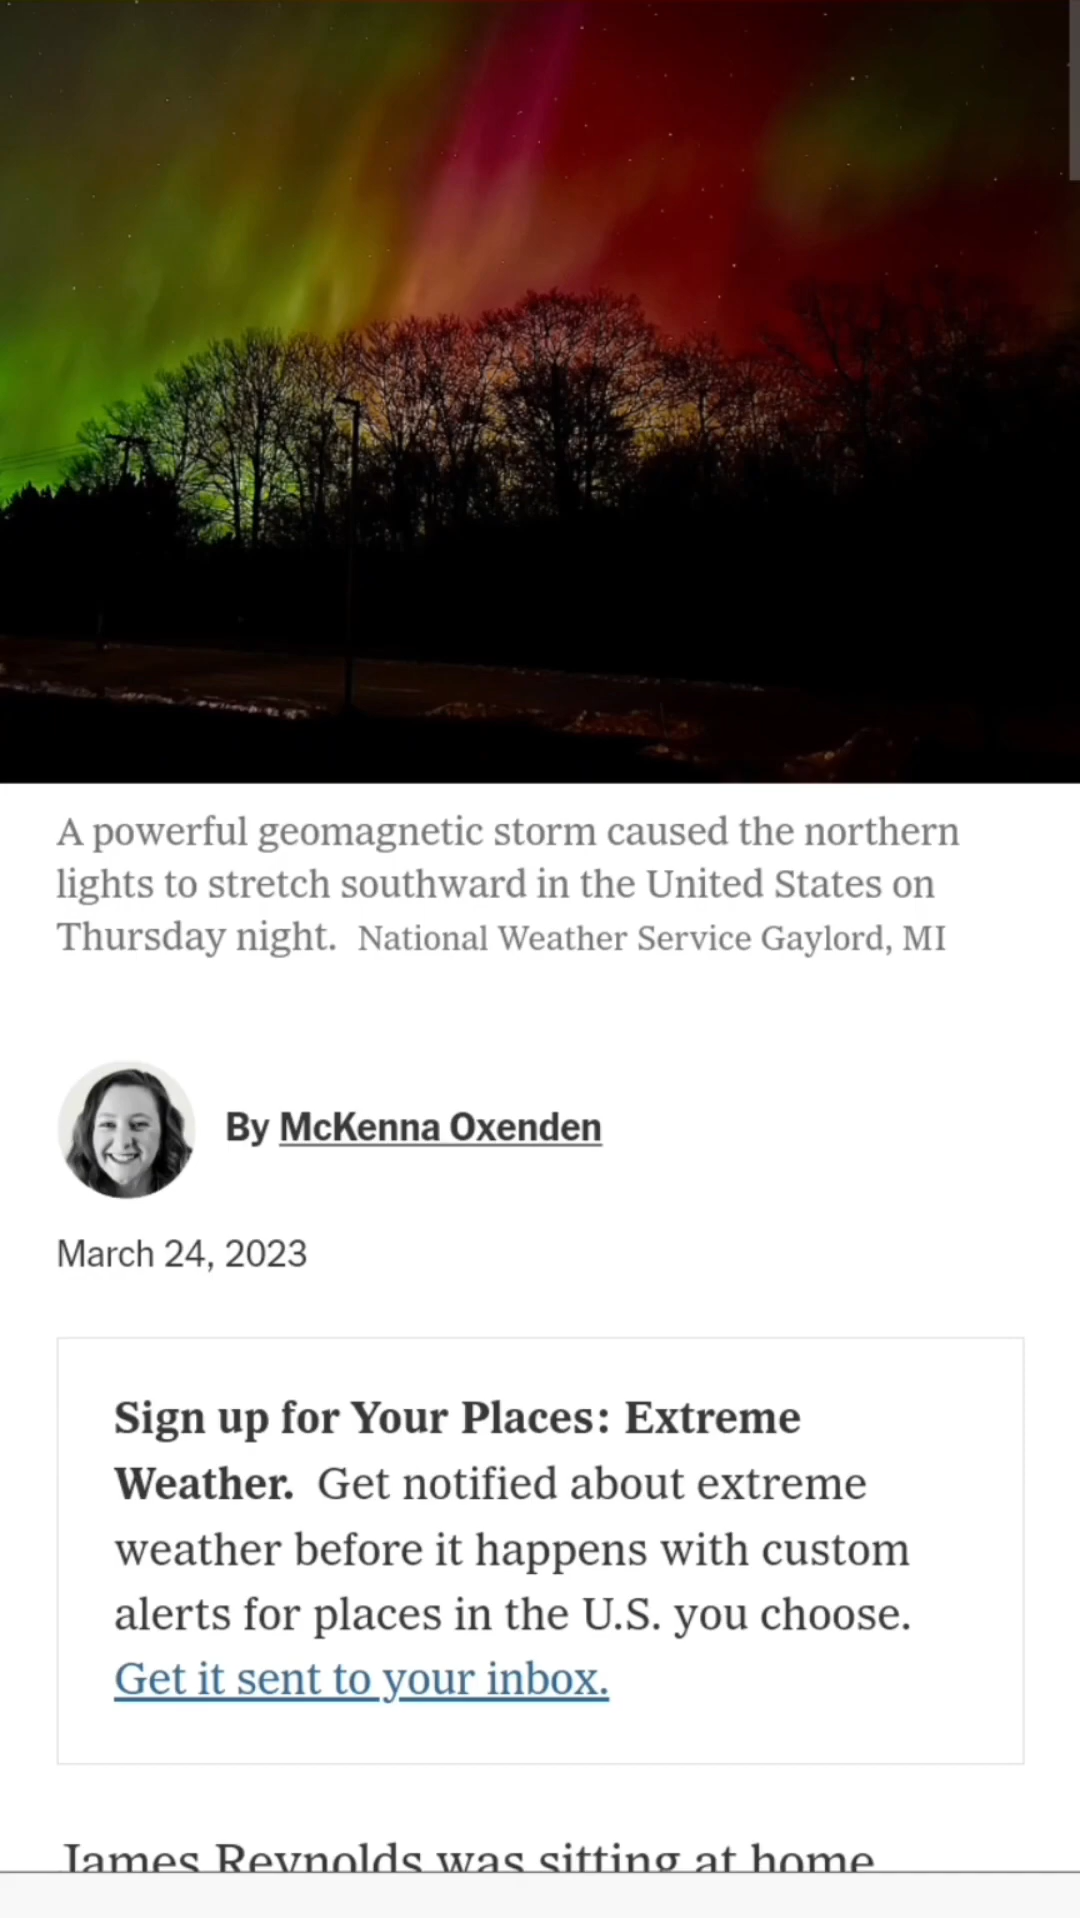 A powerful geomagnetic storm caused the northern
lights to stretch southward in the United States on
Thursday night.  National Weather Service Gaylord, MI
By McKenna Oxenden
March 24, 2023
Sign up for Your Places: Extreme
Weather.  Get notified about extreme
weather before it happens with custom
alerts for places in the U.S. you choose.
Get it sent to your inbox.
James Reynolds was sitting at home